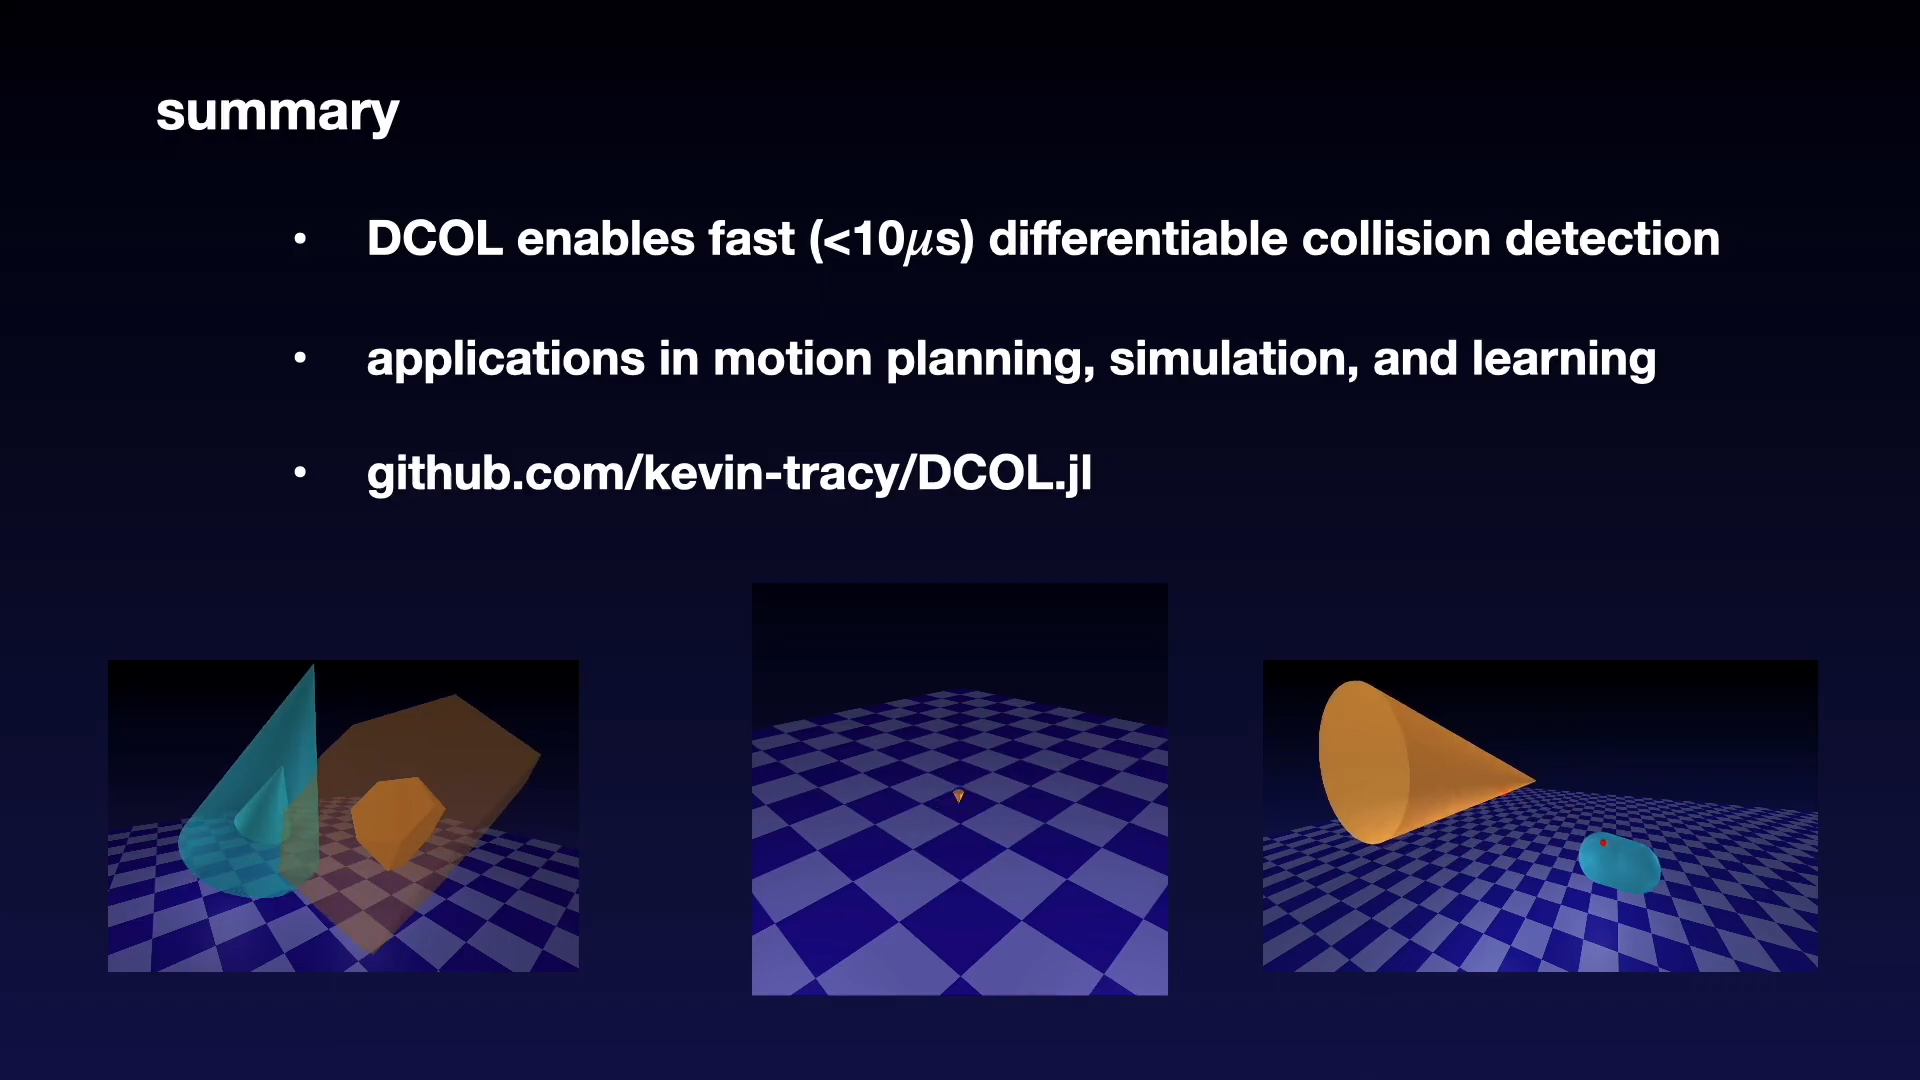 summary
• DCOL enables fast (<10μs) differentiable collision detection
• applications in motion planning, simulation, and learning
• github.com/kevin-tracy/DCOL.jl